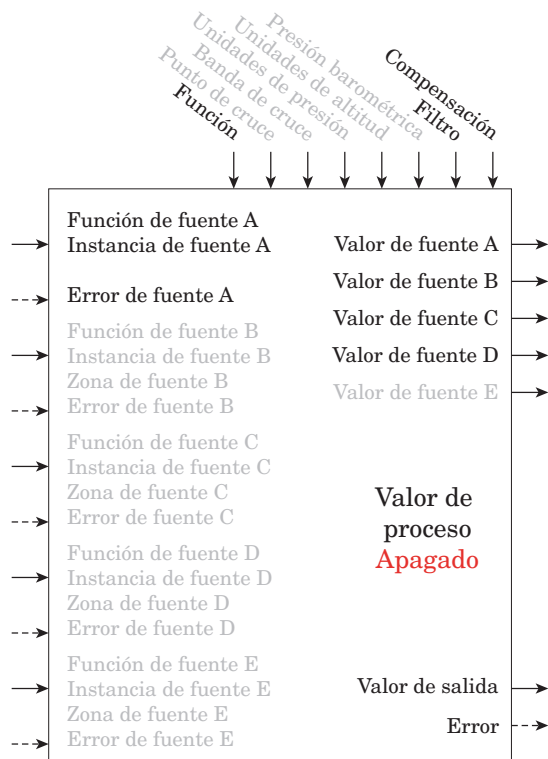 Función
Punto de cruce
Banda de cruce
Unidades de presión
Unidades de altitud
Presión barométrica
Filtro
Compensación
Función de fuente A
Instancia de fuente A
Error de fuente A
Función de fuente B
Instancia de fuente B
Zona de fuente B
Error de fuente B
Función de fuente C
Instancia de fuente C
Zona de fuente C
Error de fuente C
Función de fuente D
Instancia de fuente D
Zona de fuente D
Error de fuente D
Función de fuente E
Instancia de fuente E
Zona de fuente E
Error de fuente E
Valor de fuente A
Valor de fuente B
Valor de fuente C
Valor de fuente D
Valor de fuente E
Valor de
proceso
Apagado
Valor de salida
Error